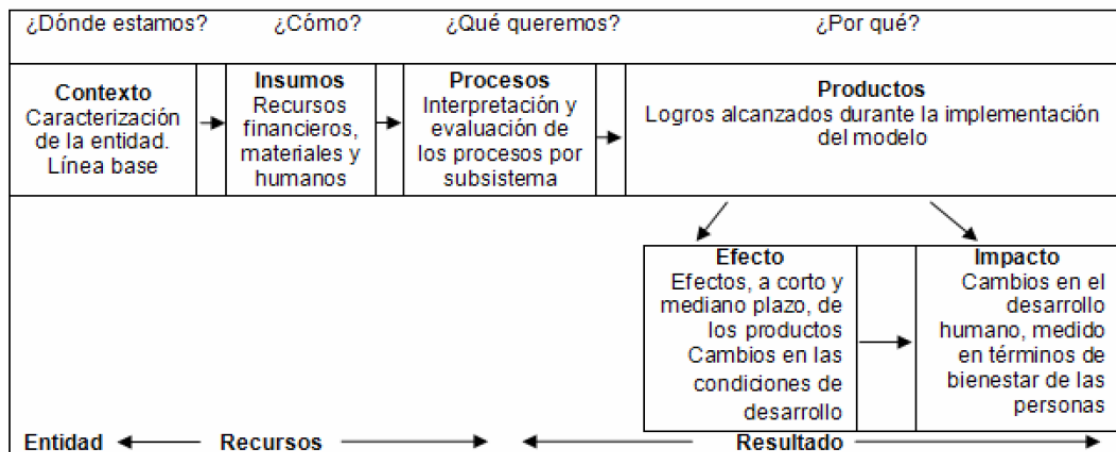 ¿Dónde estamos? ¿Cómo? ¿Qué queremos? ¿Por qué?
Contexto
Caracterización
de la entidad.
Línea base
Insumos
Recursos
financieros,
materiales y
humanos
Procesos
Interpretación y
evaluación de
los procesos por
subsistema
Productos
Logros alcanzados durante la implementación
del modelo
Efecto
Efectos, a corto y
mediano plazo, de
los productos
Cambios en las
condiciones de
desarrollo
Impacto
Cambios en el
desarrollo
humano, medido
en términos de
bienestar de las
personas
Entidad Recursos Resultado